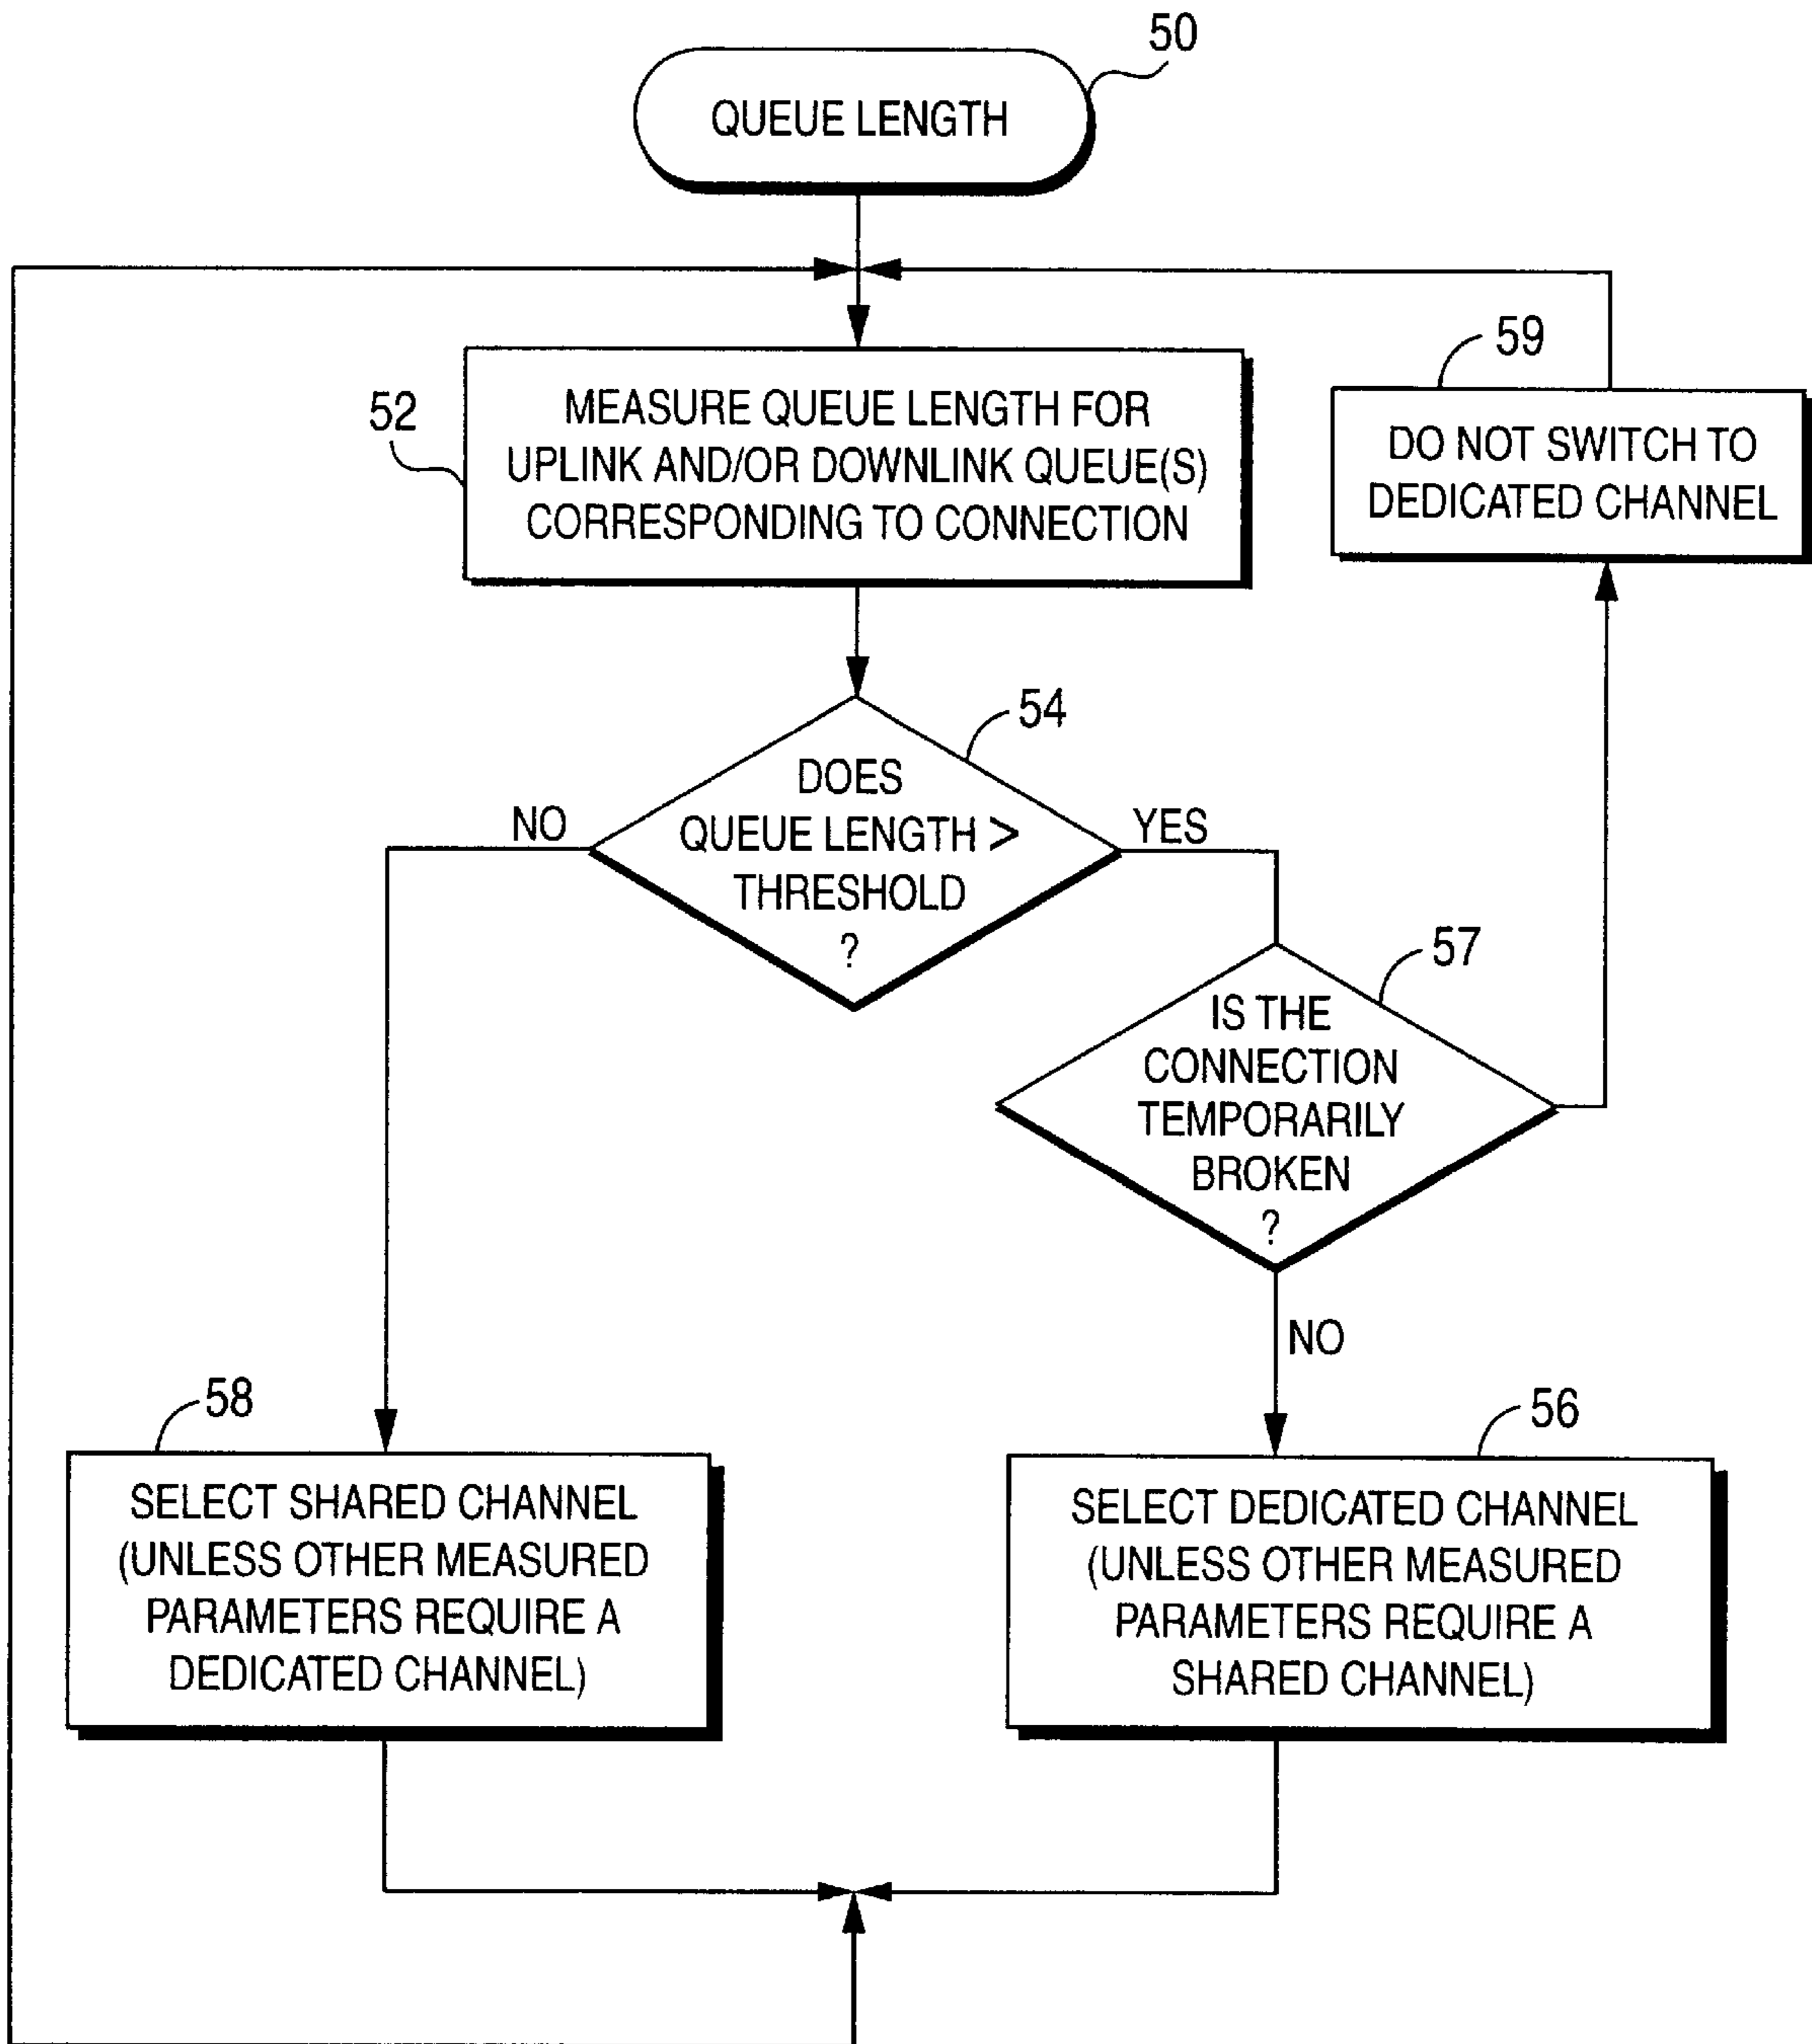 50
QUEUE LENGTH
52
MEASURE QUEUE LENGTH FOR
UPLINK AND/OR DOWNLINK QUEUE(S)
CORRESPONDING TO CONNECTION
59
DO NOT SWITCH TO
DEDICATED CHANNEL
54
DOES
QUEUE LENGTH >
THRESHOLD
?
NO
YES
57
IS THE
CONNECTION
TEMPORARILY
BROKEN
?
NO
58
SELECT SHARED CHANNEL
(UNLESS OTHER MEASURED
PARAMETERS REQUIRE A
DEDICATED CHANNEL)
56
SELECT DEDICATED CHANNEL
(UNLESS OTHER MEASURED
PARAMETERS REQUIRE A
SHARED CHANNEL)